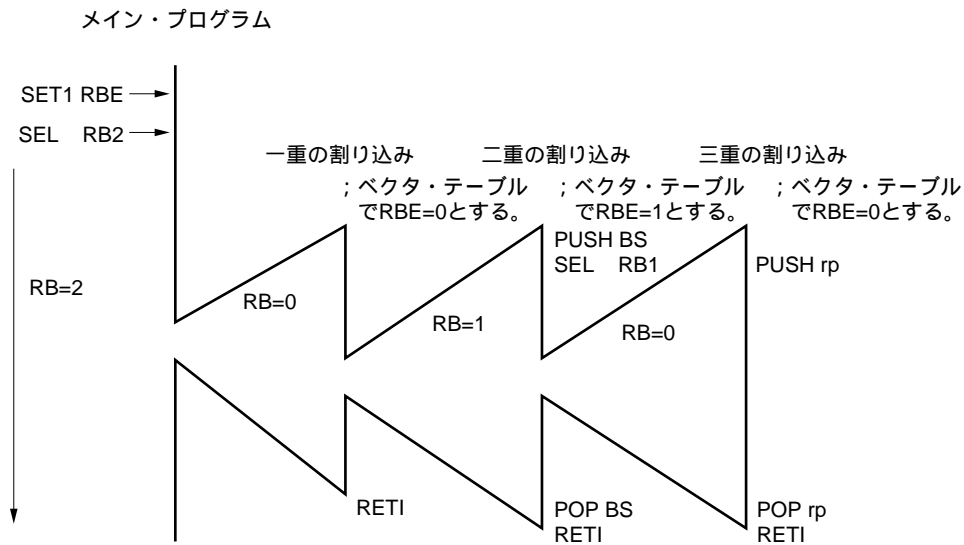 メイン・プログラム
SET1 RBE
SEL RB2
一重の割り込み
二重の割り込み
三重の割り込み
；ベクタ・テーブル
でRBE=0とする。
；ベクタ・テーブル
でRBE=1とする。
；ベクタ・テーブル
でRBE=0とする。
PUSH BS
SEL RB1
PUSH rp
RB=2
RB=0
RB=1
RB=0
RETI
POP BS
RETI
POP rp
RETI